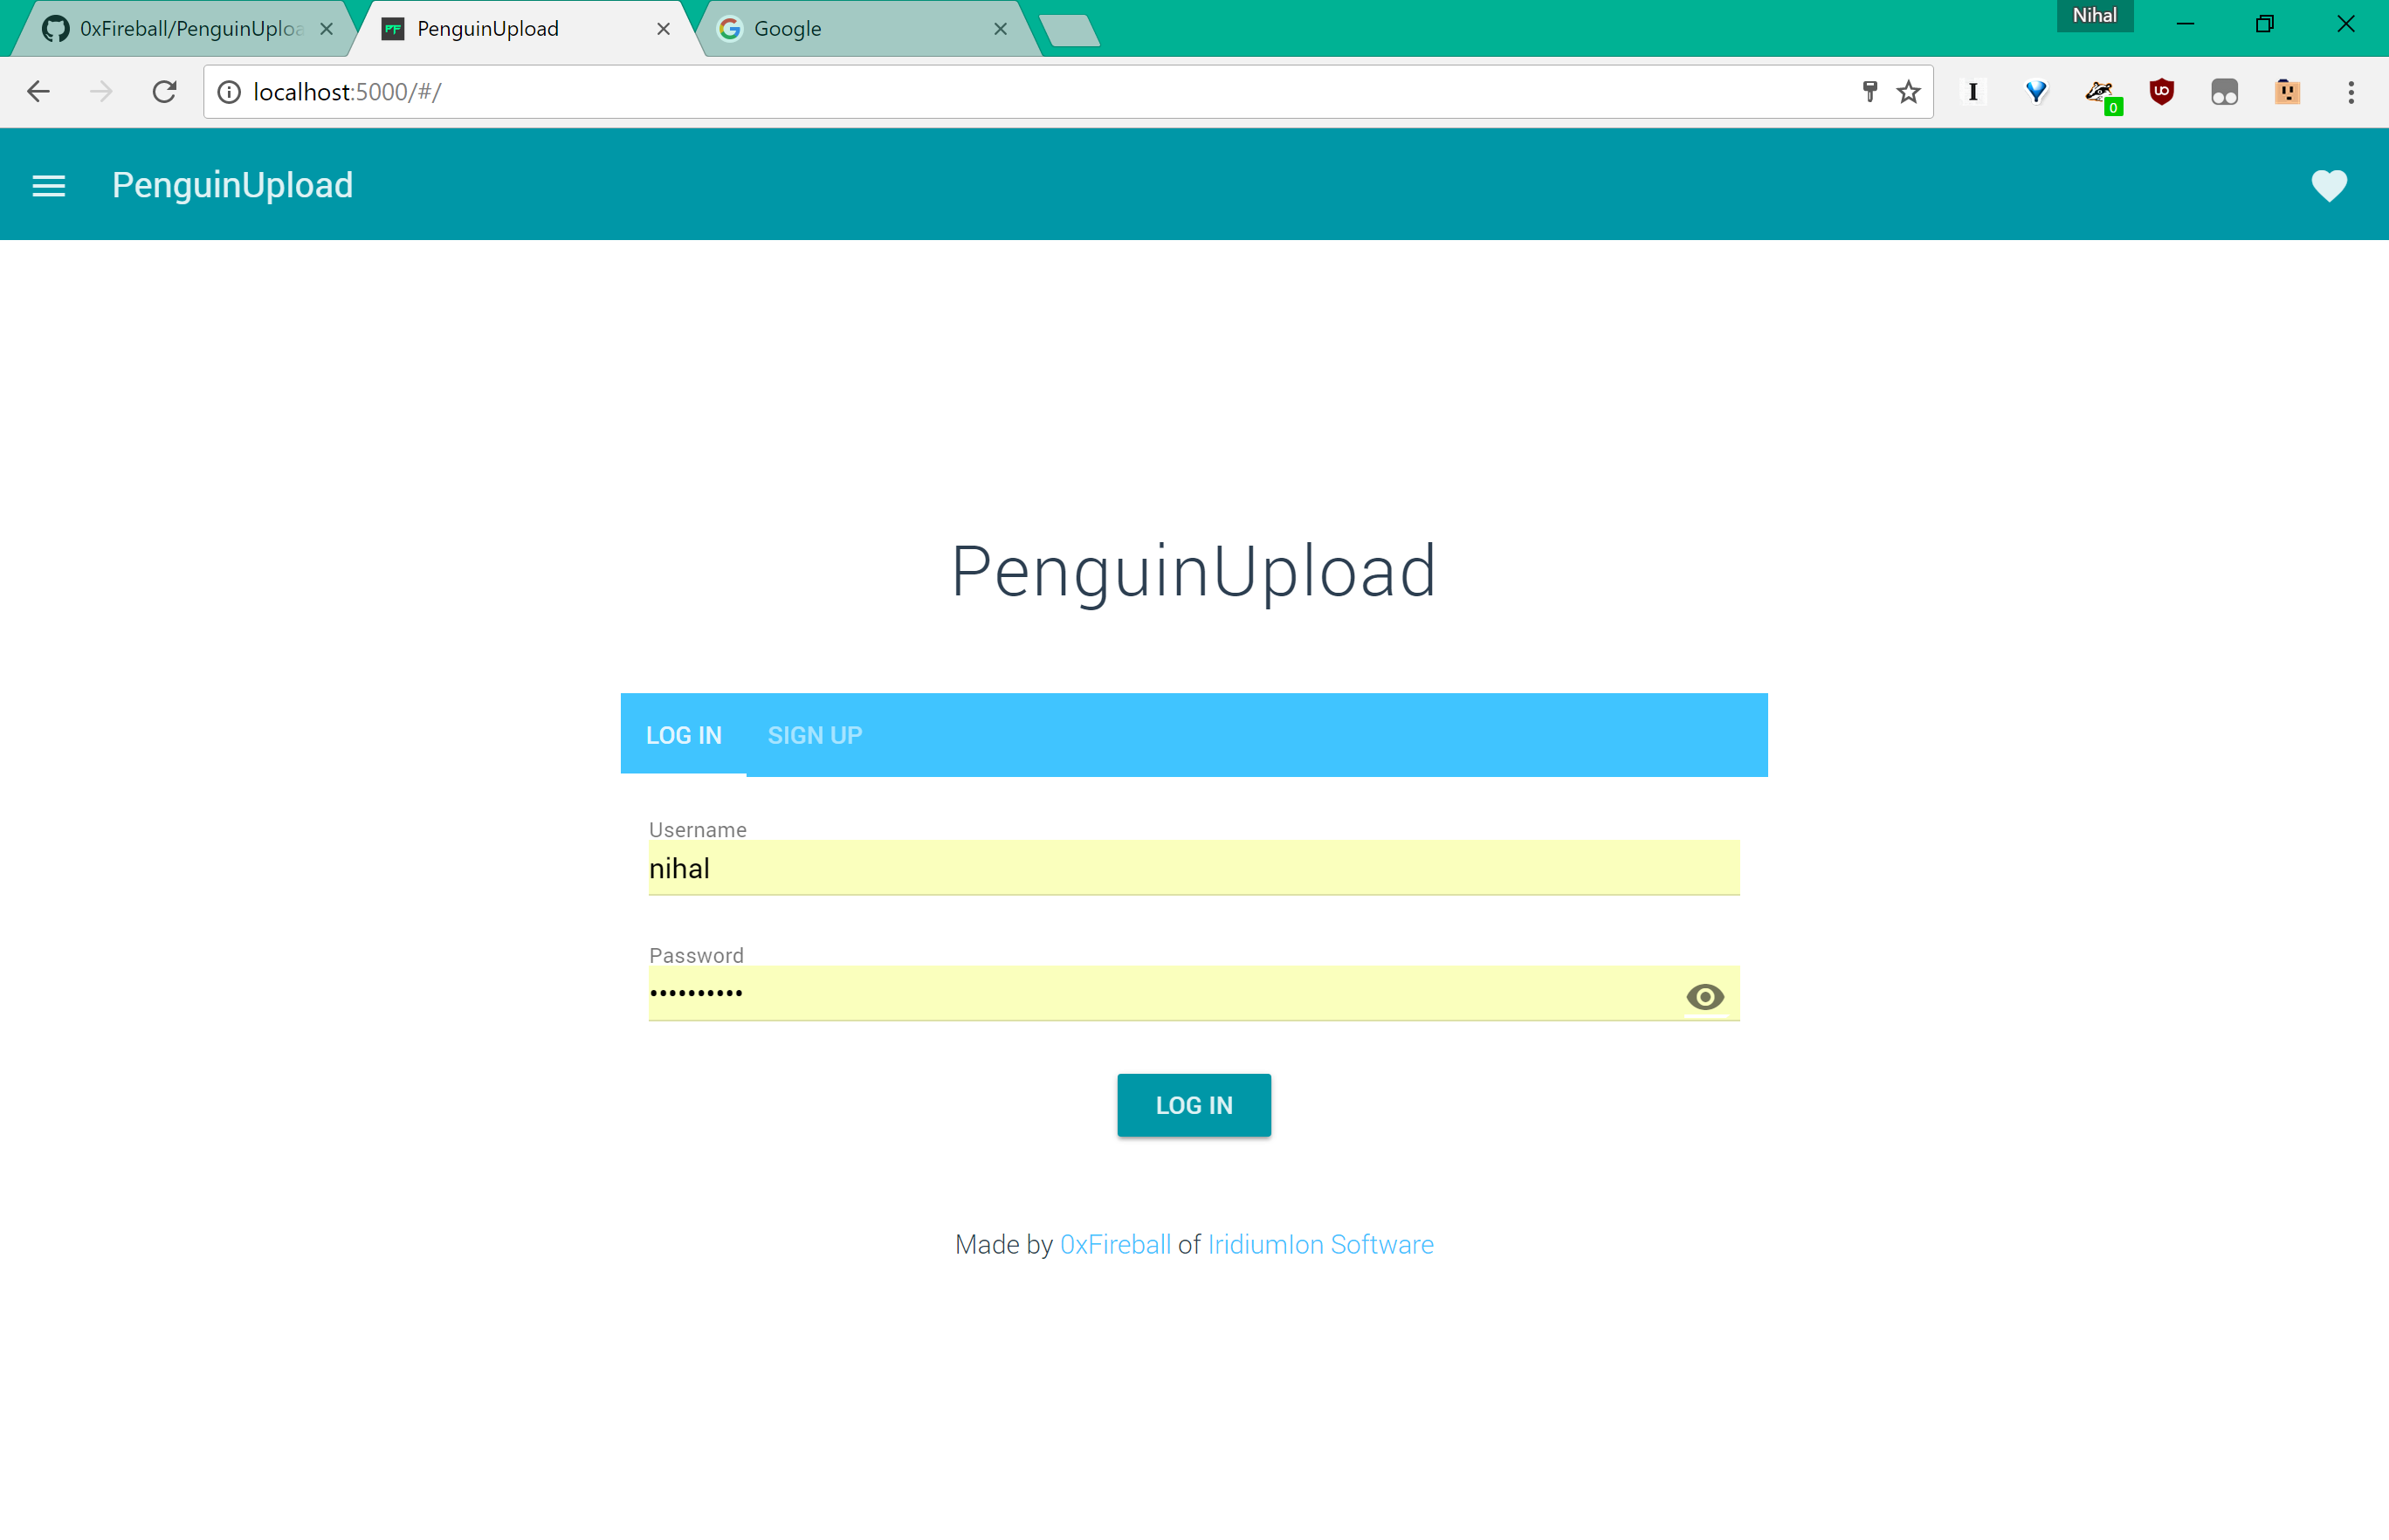 0xFireball/PenguinUploa
PenguinUpload
Google
Nihal
localhost:5000/#/
I
0
UO
PenguinUpload
PenguinUpload
LOG IN SIGN UP
Username
nihal
Password
••••••••••
LOG IN
Made by 0xFireball of IridiumIon Software